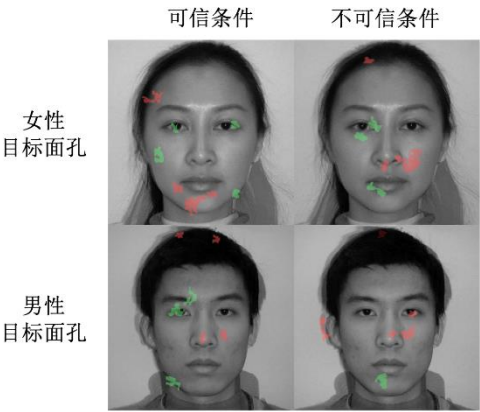 可信条件
不可信条件
女性
目标面孔
男性
目标面孔